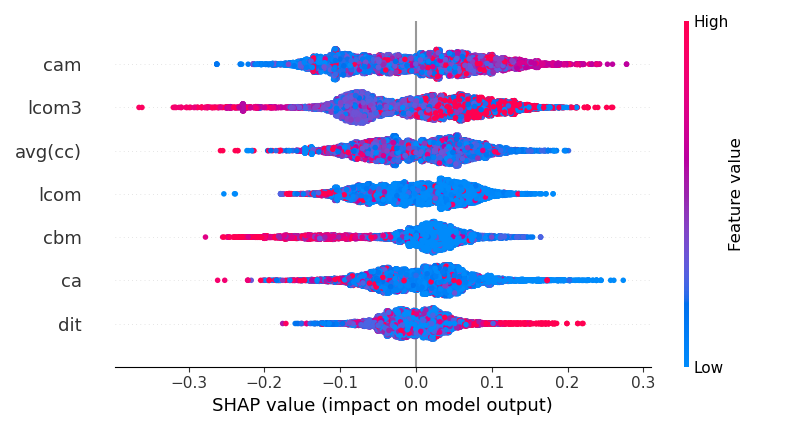 High
cam
lcom3
avg(cc)
lcom
cbm
ca
dit
Feature value
Low
−0.3 −0.2 −0.1 0.0 0.1 0.2 0.3
SHAP value (impact on model output)